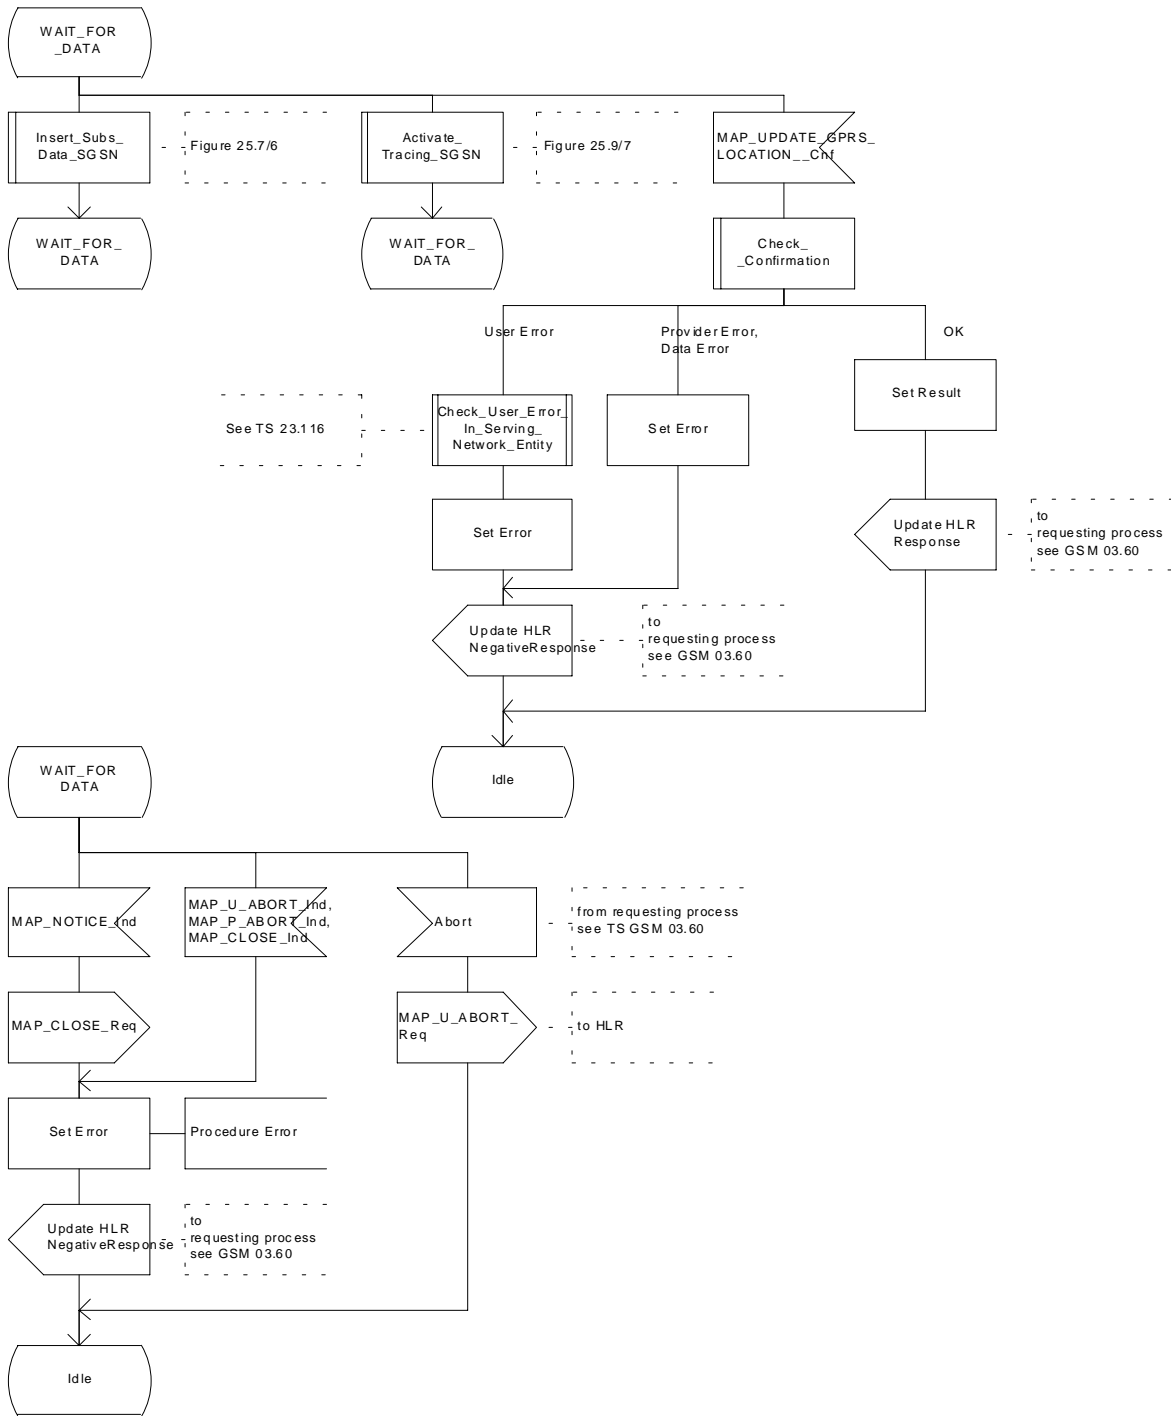 WAIT_FOR
_DATA
Insert_Subs_
Data_SGSN
Figure 25.7/6
Activate_
Tracing_SGSN
Figure 25.9/7
MAP_UPDATE_GPRS_
LOCATION__Cnf
WAIT_FOR_
DATA
WAIT_FOR_
DATA
Check_
_Confirmation
User Error
Provider Error,
Data Error
OK
Set Result
See TS 23.116
Check_User_Error_
In_Serving_
Network_Entity
Set Error
Set Error
Update HLR
Response
to
requesting process
see GSM 03.60
Update HLR
NegativeResponse
to
requesting process
see GSM 03.60
WAIT_FOR
DATA
Idle
MAP_NOTICE_Ind
MAP_U_ABORT_Ind,
MAP_P_ABORT_Ind,
MAP_CLOSE_Ind
Abort
from requesting process
see TS GSM 03.60
MAP_CLOSE_Req
MAP_U_ABORT_
Req
to HLR
Set Error
Procedure Error
Update HLR
NegativeResponse
to
requesting process
see GSM 03.60
Idle